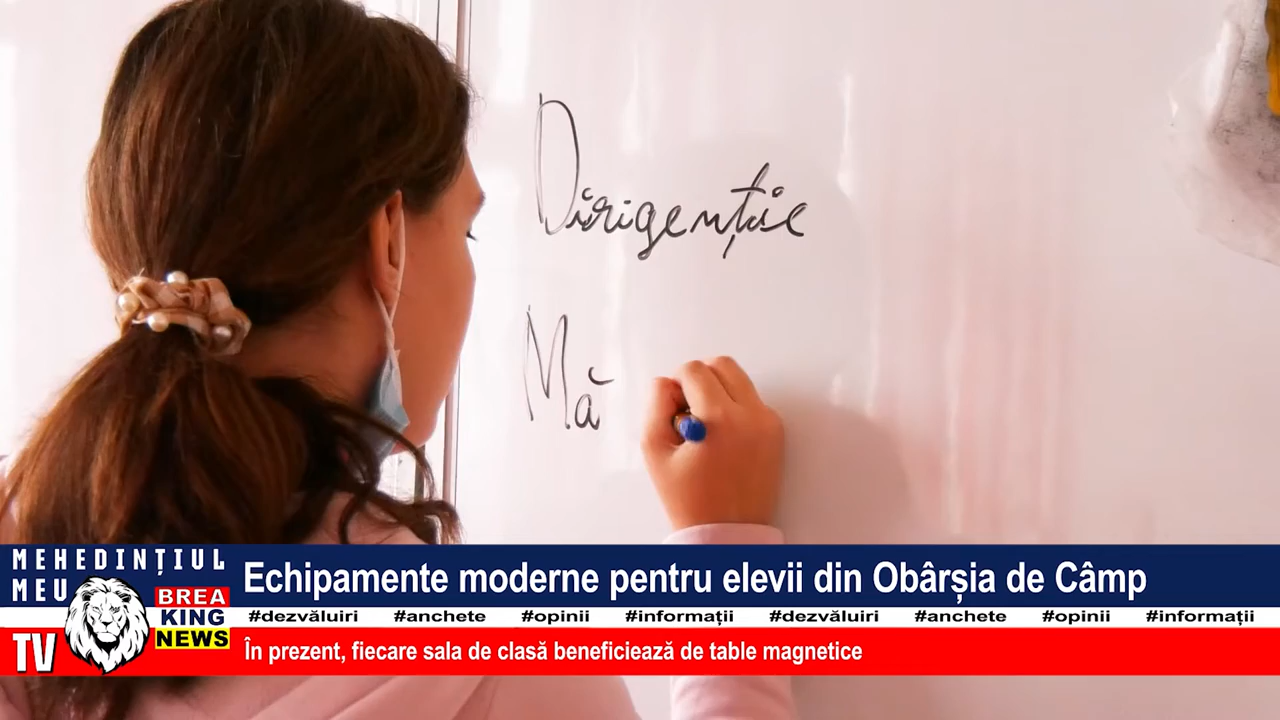 Dirigenție
Mă
MEHEDINȚIUL
MEU
TV
BREA
KING
NEWS
Echipamente moderne pentru elevii din Obârșia de Câmp
#dezvăluiri #anchete #opinii #informații #dezvăluiri #anchete #opinii #informații
În prezent, fiecare sala de clasă beneficiează de table magnetice